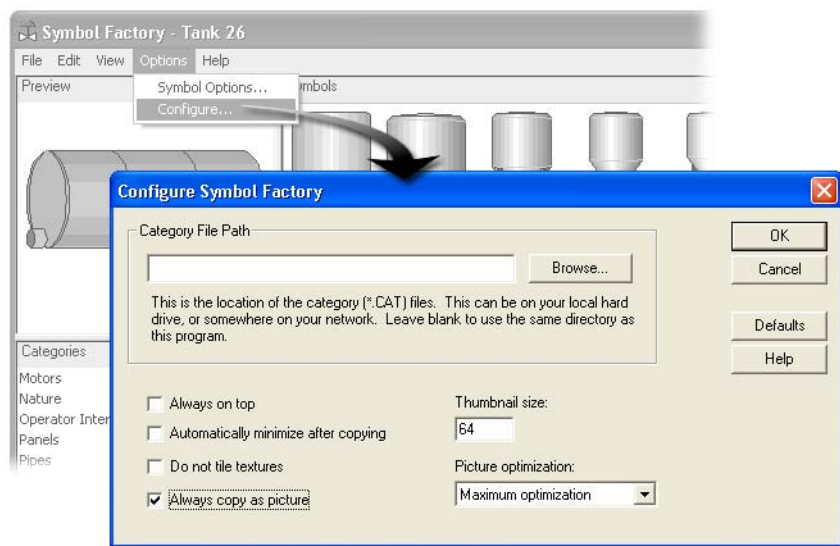 Symbol Factory - Tank 26
File Edit View Options Help
Preview
Symbol Options...
Configure...
Configure Symbol Factory
Category File Path
Browse...
This is the location of the category (*.CAT) files. This can be on your local hard
drive, or somewhere on your network. Leave blank to use the same directory as
this program.
OK
Cancel
Defaults
Help
Categories
Motors
Nature
Operator Inter
Panels
Pipes
Always on top
Automatically minimize after copying
Do not tile textures
Always copy as picture
Thumbnail size:
64
Picture optimization:
Maximum optimization